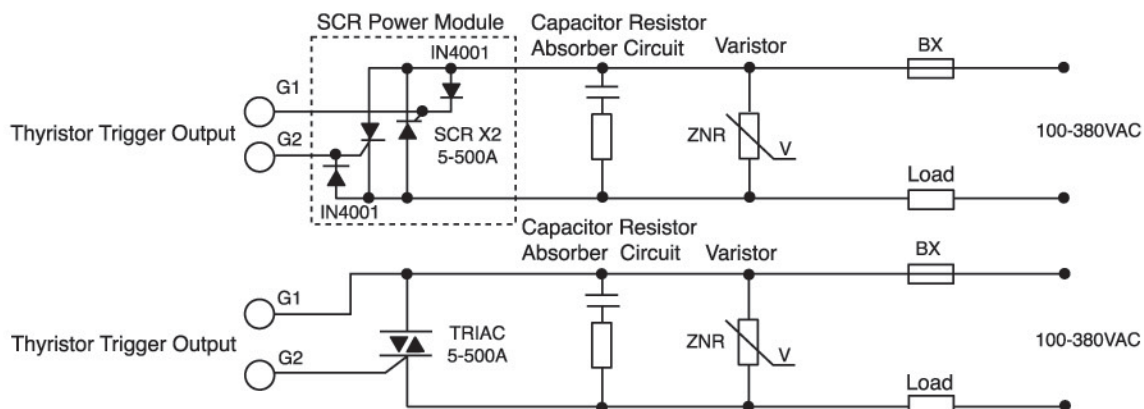 SCR Power Module
IN4001
Capacitor Resistor
Absorber Circuit
Varistor
BX
G1
Thyristor Trigger Output
G2
SCR X2
5-500A
ZNR
V
100-380VAC
Load
IN4001
Capacitor Resistor
Absorber Circuit
Varistor
BX
G1
Thyristor Trigger Output
G2
TRIAC
5-500A
ZNR
V
100-380VAC
Load